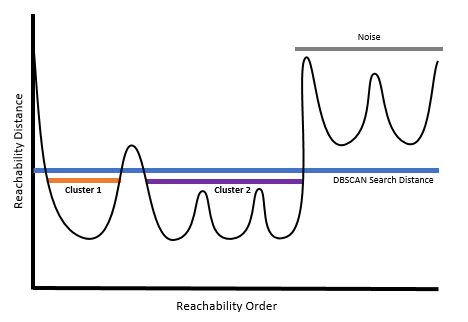 Noise
Reachability Distance
Cluster 1
Cluster 2
DBSCAN Search Distance
Reachability Order